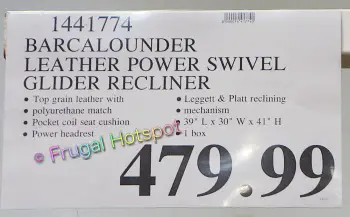 1441774
BARCALOUNDER
LEATHER POWER SWIVEL
GLIDER RECLINER
• Top grain leather with
polyurethane match
• Pocket coil seat cushion
• Power headrest
• Leggett & Platt reclining
• mechanism
• 39" L x 30" W x 41" H
• 1 box
© Frugal Hotspot
479.99